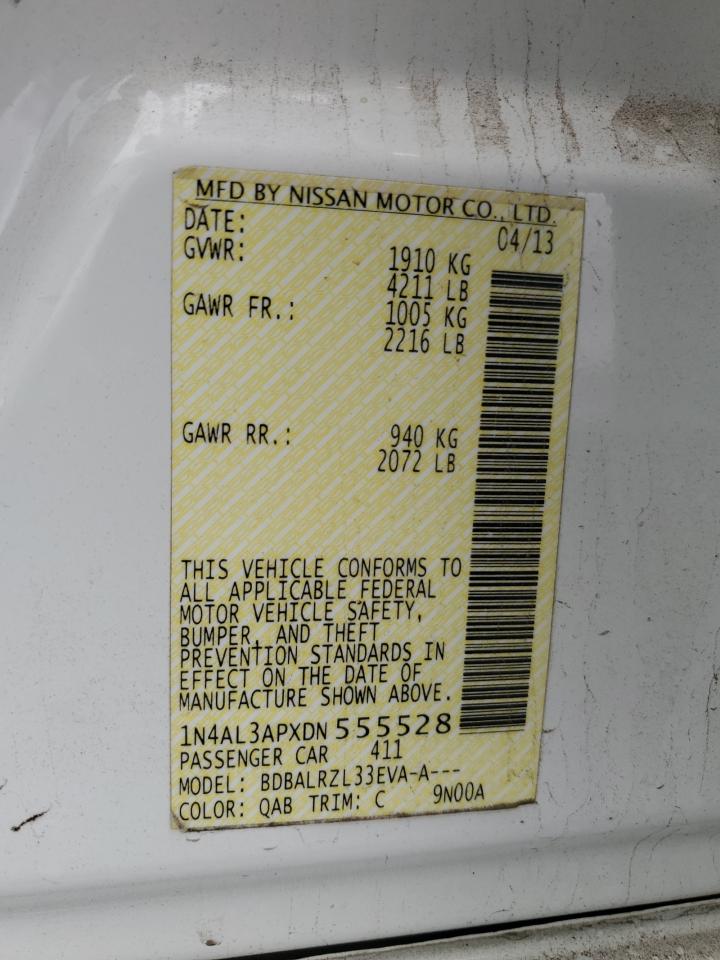 MFD BY NISSAN MOTOR CO., LTD.
DATE: 04/13
GVWR: 1910 KG
4211 LB
GAWR FR.: 1005 KG
2216 LB
GAWR RR.: 940 KG
2072 LB
THIS VEHICLE CONFORMS TO
ALL APPLICABLE FEDERAL
MOTOR VEHICLE SAFETY,
BUMPER, AND THEFT
PREVENTION STANDARDS IN
EFFECT ON THE DATE OF
MANUFACTURE SHOWN ABOVE.
1N4AL3APXDN 555528
PASSENGER CAR 411
MODEL: BDBALRZL33EVA-A---
COLOR: QAB TRIM: C 9N00A